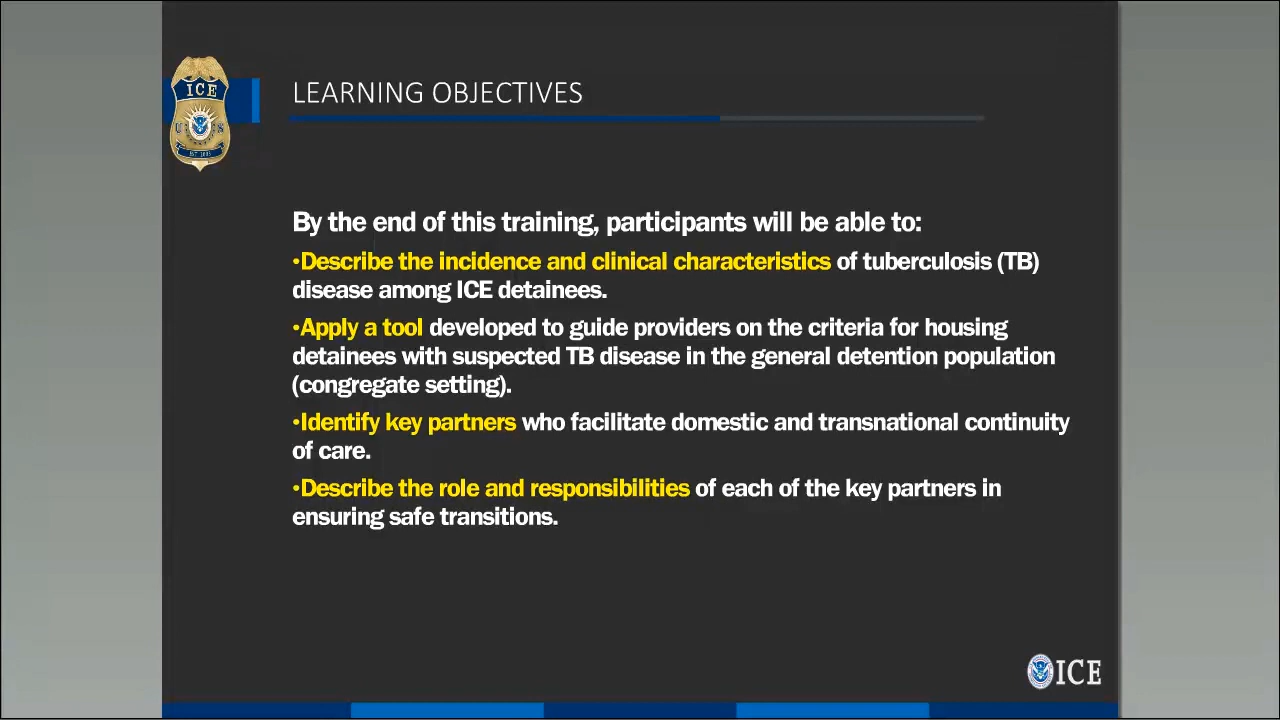 ICE
U S
EST 2003
LEARNING OBJECTIVES
By the end of this training, participants will be able to:
•Describe the incidence and clinical characteristics of tuberculosis (TB)
disease among ICE detainees.
•Apply a tool developed to guide providers on the criteria for housing
detainees with suspected TB disease in the general detention population
(congregate setting).
•Identify key partners who facilitate domestic and transnational continuity
of care.
•Describe the role and responsibilities of each of the key partners in
ensuring safe transitions.
ICE